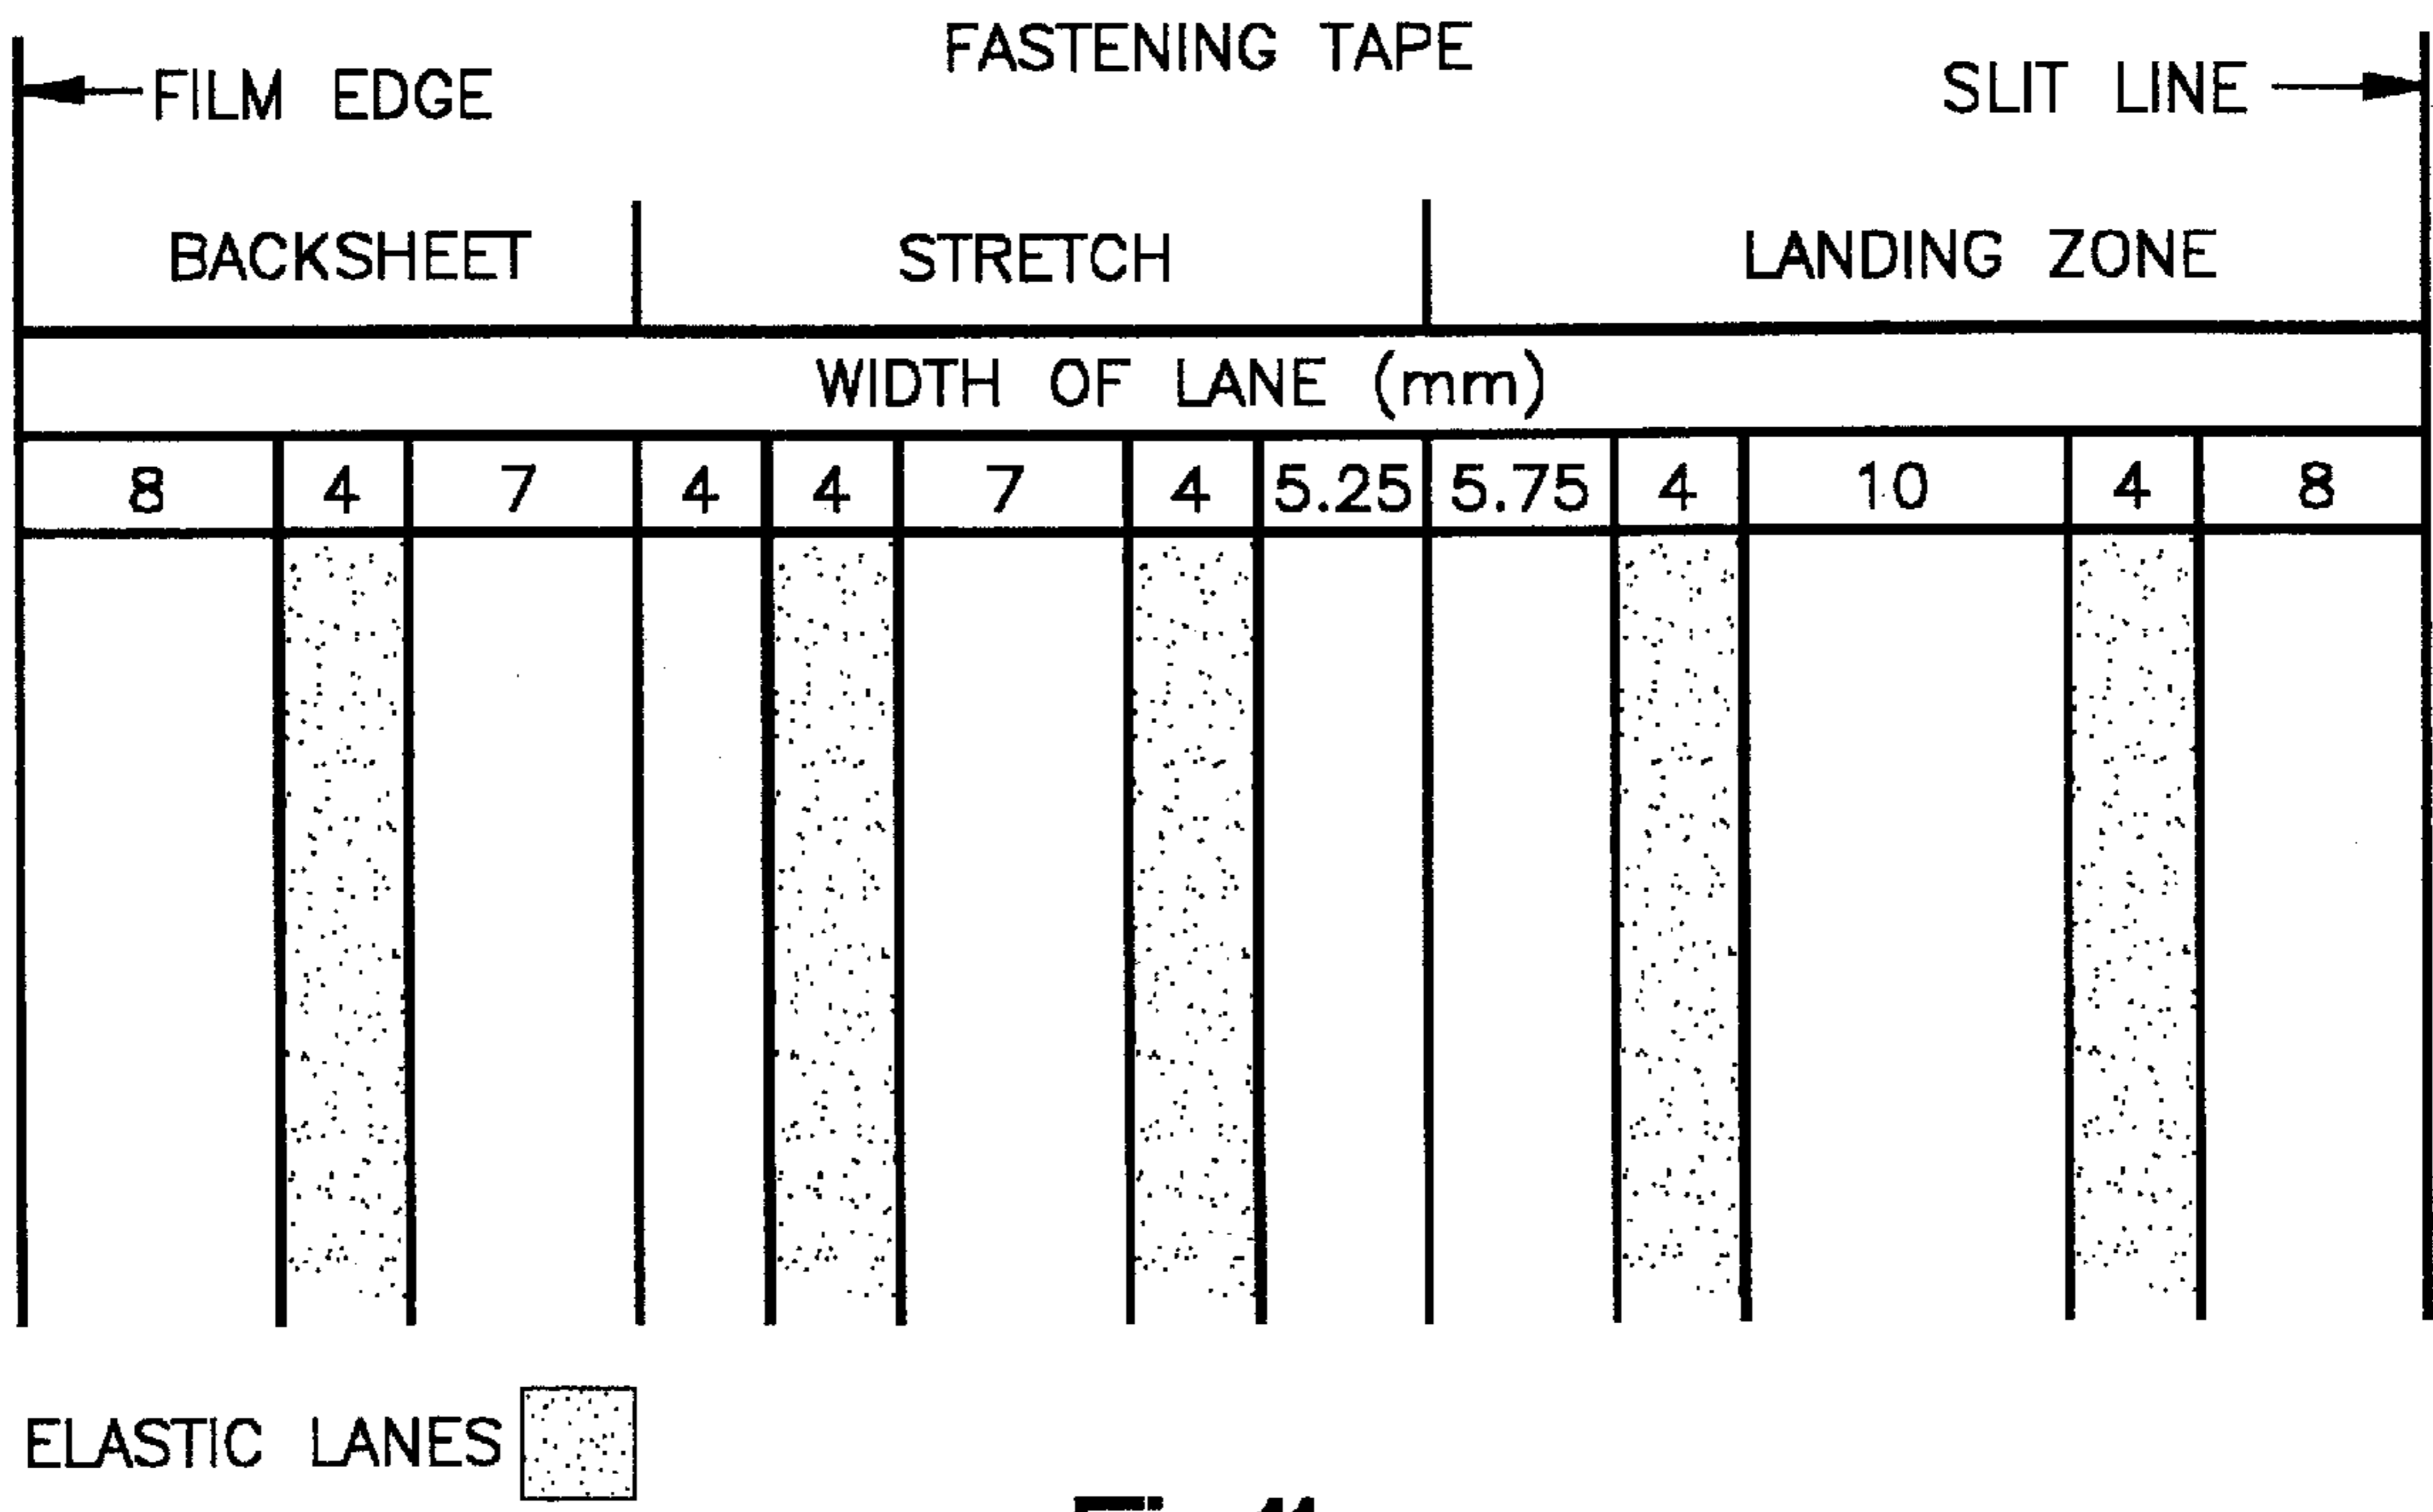 FASTENING TAPE
FILM EDGE SLIT LINE
BACKSHEET STRETCH LANDING ZONE
WIDTH OF LANE (mm)
8 4 7 4 4 7 4 5.25 5.75 4 10 4 8
ELASTIC LANES